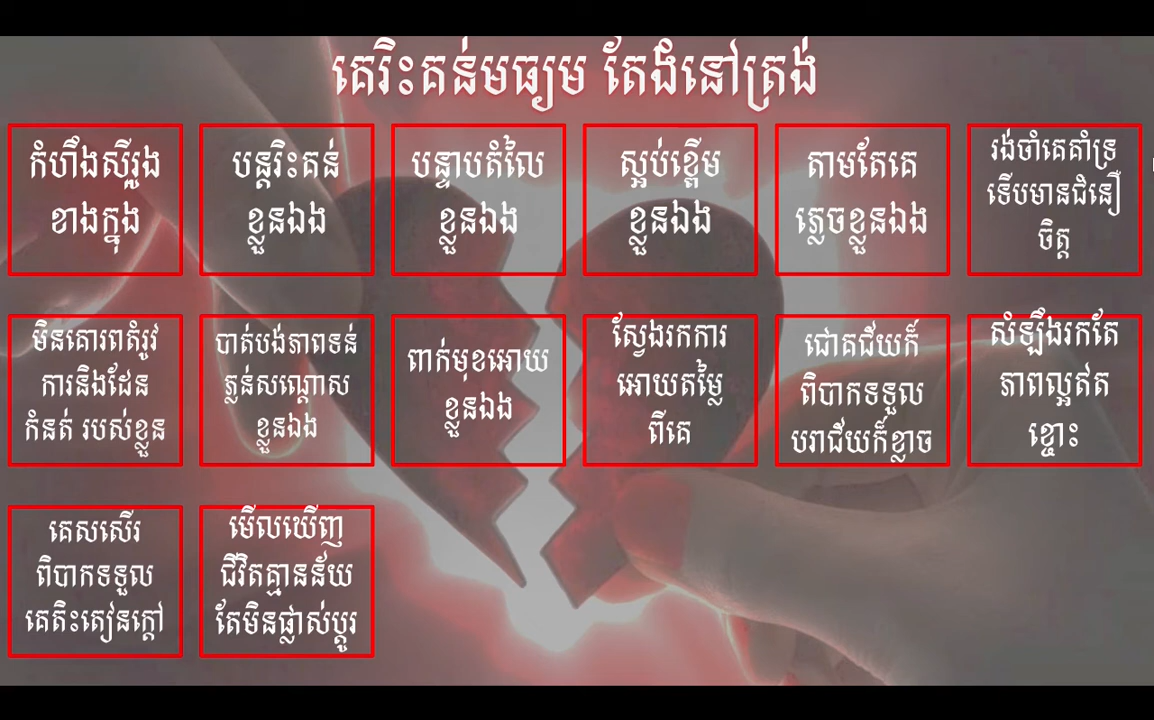 គេរិះគន់មធ្យម តែងំនៅត្រង់
កំហឹងស៊ីរូង
ខាងក្នុង
បន្តរិះគន់
ខ្លួនឯង
បន្ទាបតំលៃ
ខ្លួនឯង
ស្អប់ខ្ពើម
ខ្លួនឯង
តាមតែគេ
ភ្លេចខ្លួនឯង
រង់ចាំគេគាំទ្រ
ទើបមានជំនឿ
ចិត្ត
មិនគោរពតំរូវ
ការនិងដែន
កំនត់ របស់ខ្លួន
បាត់បង់ភាពទន់
ភ្លន់សណ្តោស
ខ្លួនឯង
ពាក់មុខអោយ
ខ្លួនឯង
ស្វែងរកការ
អោយតម្លៃ
ពីគេ
ជោគជ័យក៏
ពិបាកទទួល
បរាជ័យក៏ខ្លាច
សំឡឹងរកតែ
ភាពល្អឥត
ខ្ចោះ
គេសសើរ
ពិបាកទទួល
គេតិះតៀនក្តៅ
មើលឃើញ
ជីវិតគ្មានន័យ
តែមិនផ្លាស់ប្តូរ